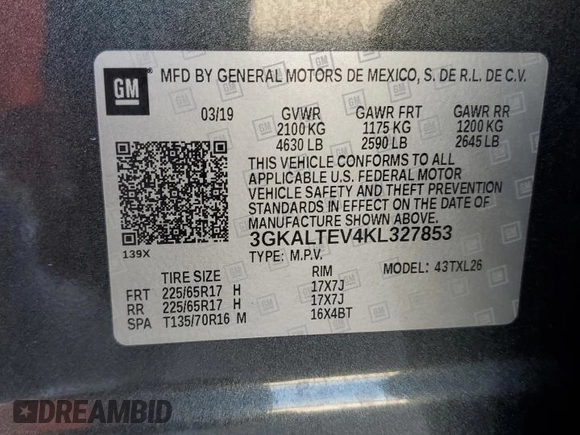 GM
MFD BY GENERAL MOTORS DE MEXICO, S. DE R.L. DE C.V.
03/19 GVWR GAWR FRT GAWR RR
2100 KG 1175 KG 1200 KG
4630 LB 2590 LB 2645 LB
THIS VEHICLE CONFORMS TO ALL
APPLICABLE U.S. FEDERAL MOTOR
VEHICLE SAFETY AND THEFT PREVENTION
STANDARDS IN EFFECT ON THE DATE OF
MANUFACTURE SHOWN ABOVE.
139X
3GKALTEV4KL327853
TYPE: M.P.V. MODEL: 43TXL26
TIRE SIZE RIM
FRT 225/65R17 H 17X7J
RR 225/65R17 H 17X7J
SPA T135/70R16 M 16X4BT
DREAMBID